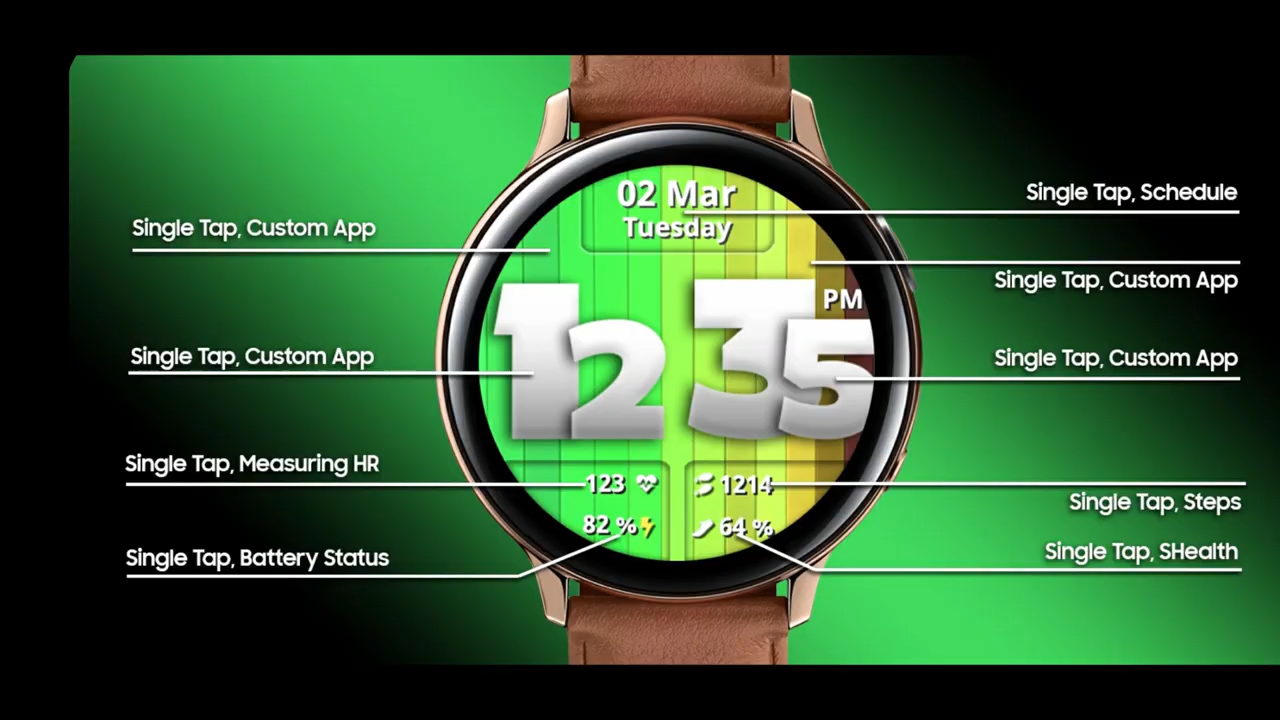 02 Mar
Tuesday
12 35 PM
123
1214
82 %
64 %
Single Tap, Custom App
Single Tap, Custom App
Single Tap, Measuring HR
Single Tap, Battery Status
Single Tap, Schedule
Single Tap, Custom App
Single Tap, Custom App
Single Tap, Steps
Single Tap, SHealth